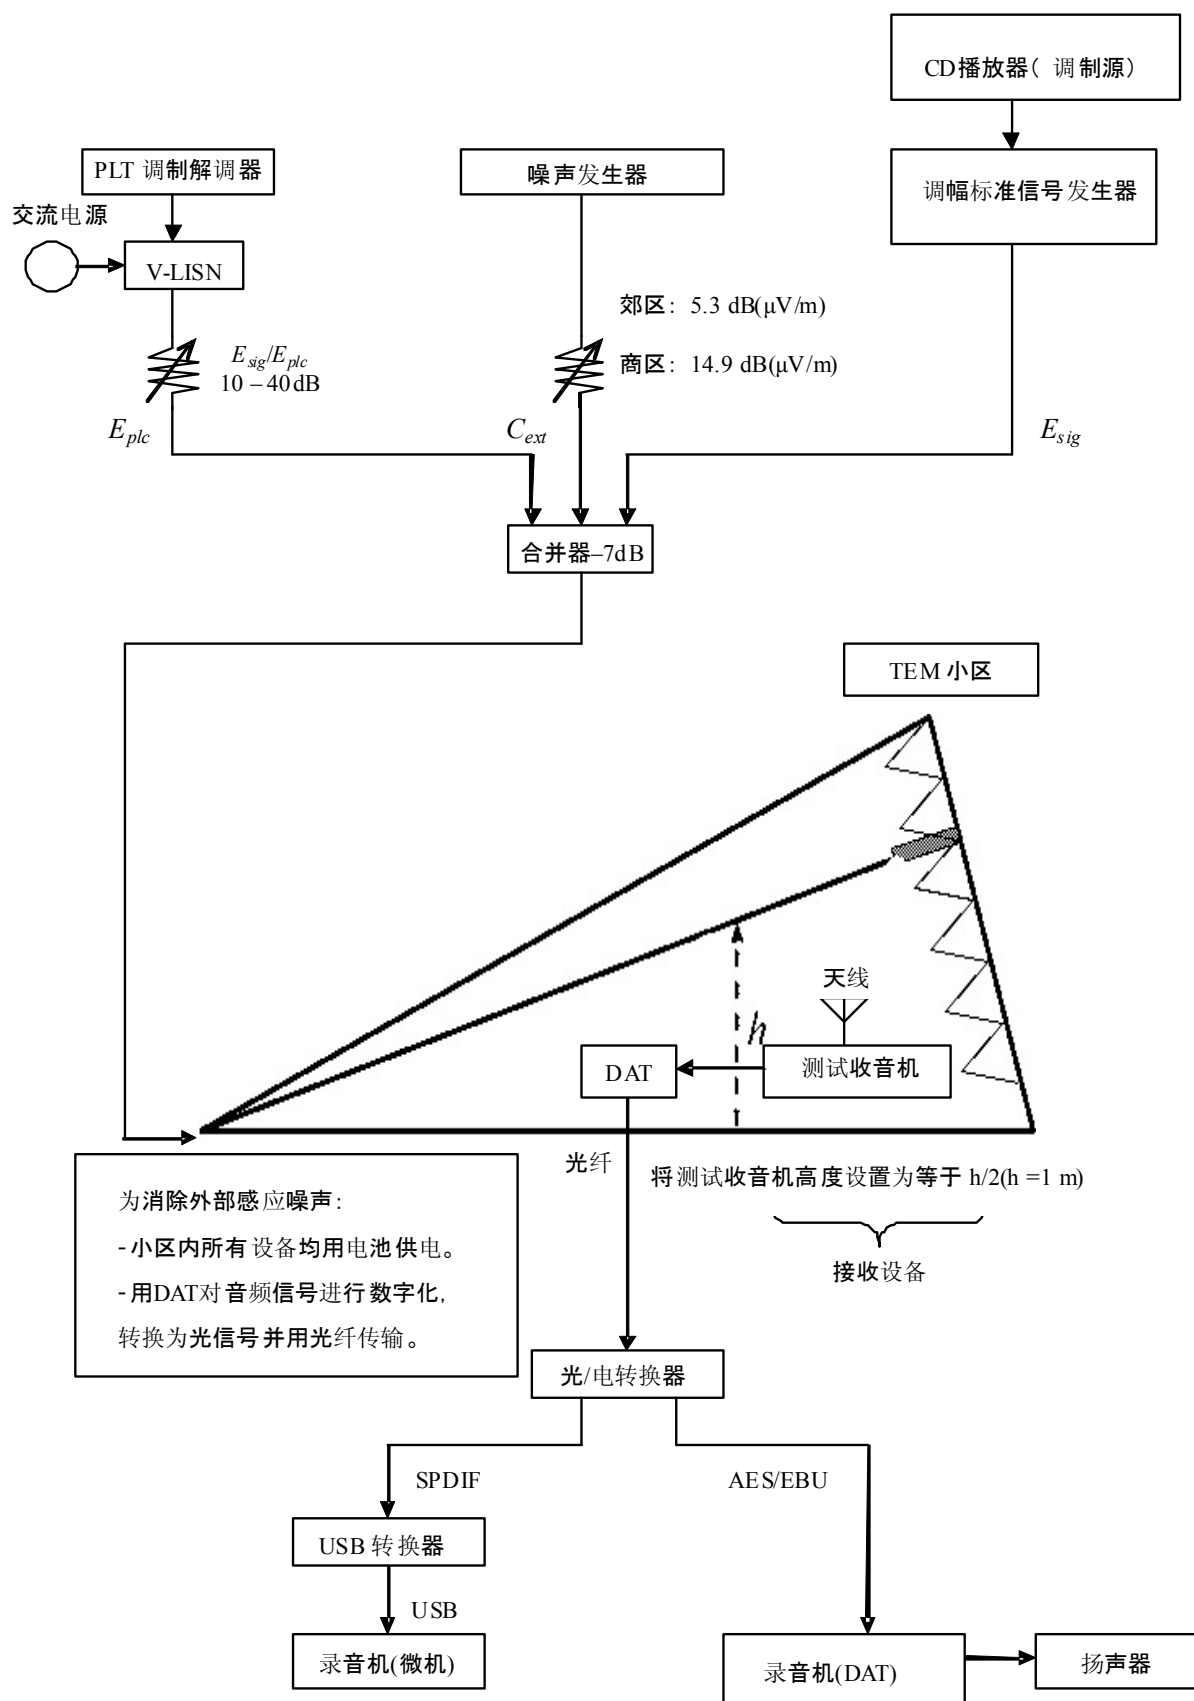 CD播放器( 调制源)
PLT 调制解调器
噪声发生器
调幅标准信号发生器
交流电源
V-LISN
郊区: 5.3 dB(μV/m)
E_sig/E_plc
10 – 40 dB
商区: 14.9 dB(μV/m)
E_plc
C_ext
E_sig
合并器–7dB
TEM 小区
天线
h
DAT
测试收音机
光纤
将测试收音机高度设置为等于 h/2(h =1 m)
接收设备
为消除外部感应噪声:
- 小区内所有设备均用电池供电。
- 用DAT对音频信号进行数字化,
转换为光信号并用光纤传输。
光/电转换器
SPDIF
AES/EBU
USB 转换器
USB
录音机(微机)
录音机(DAT)
扬声器